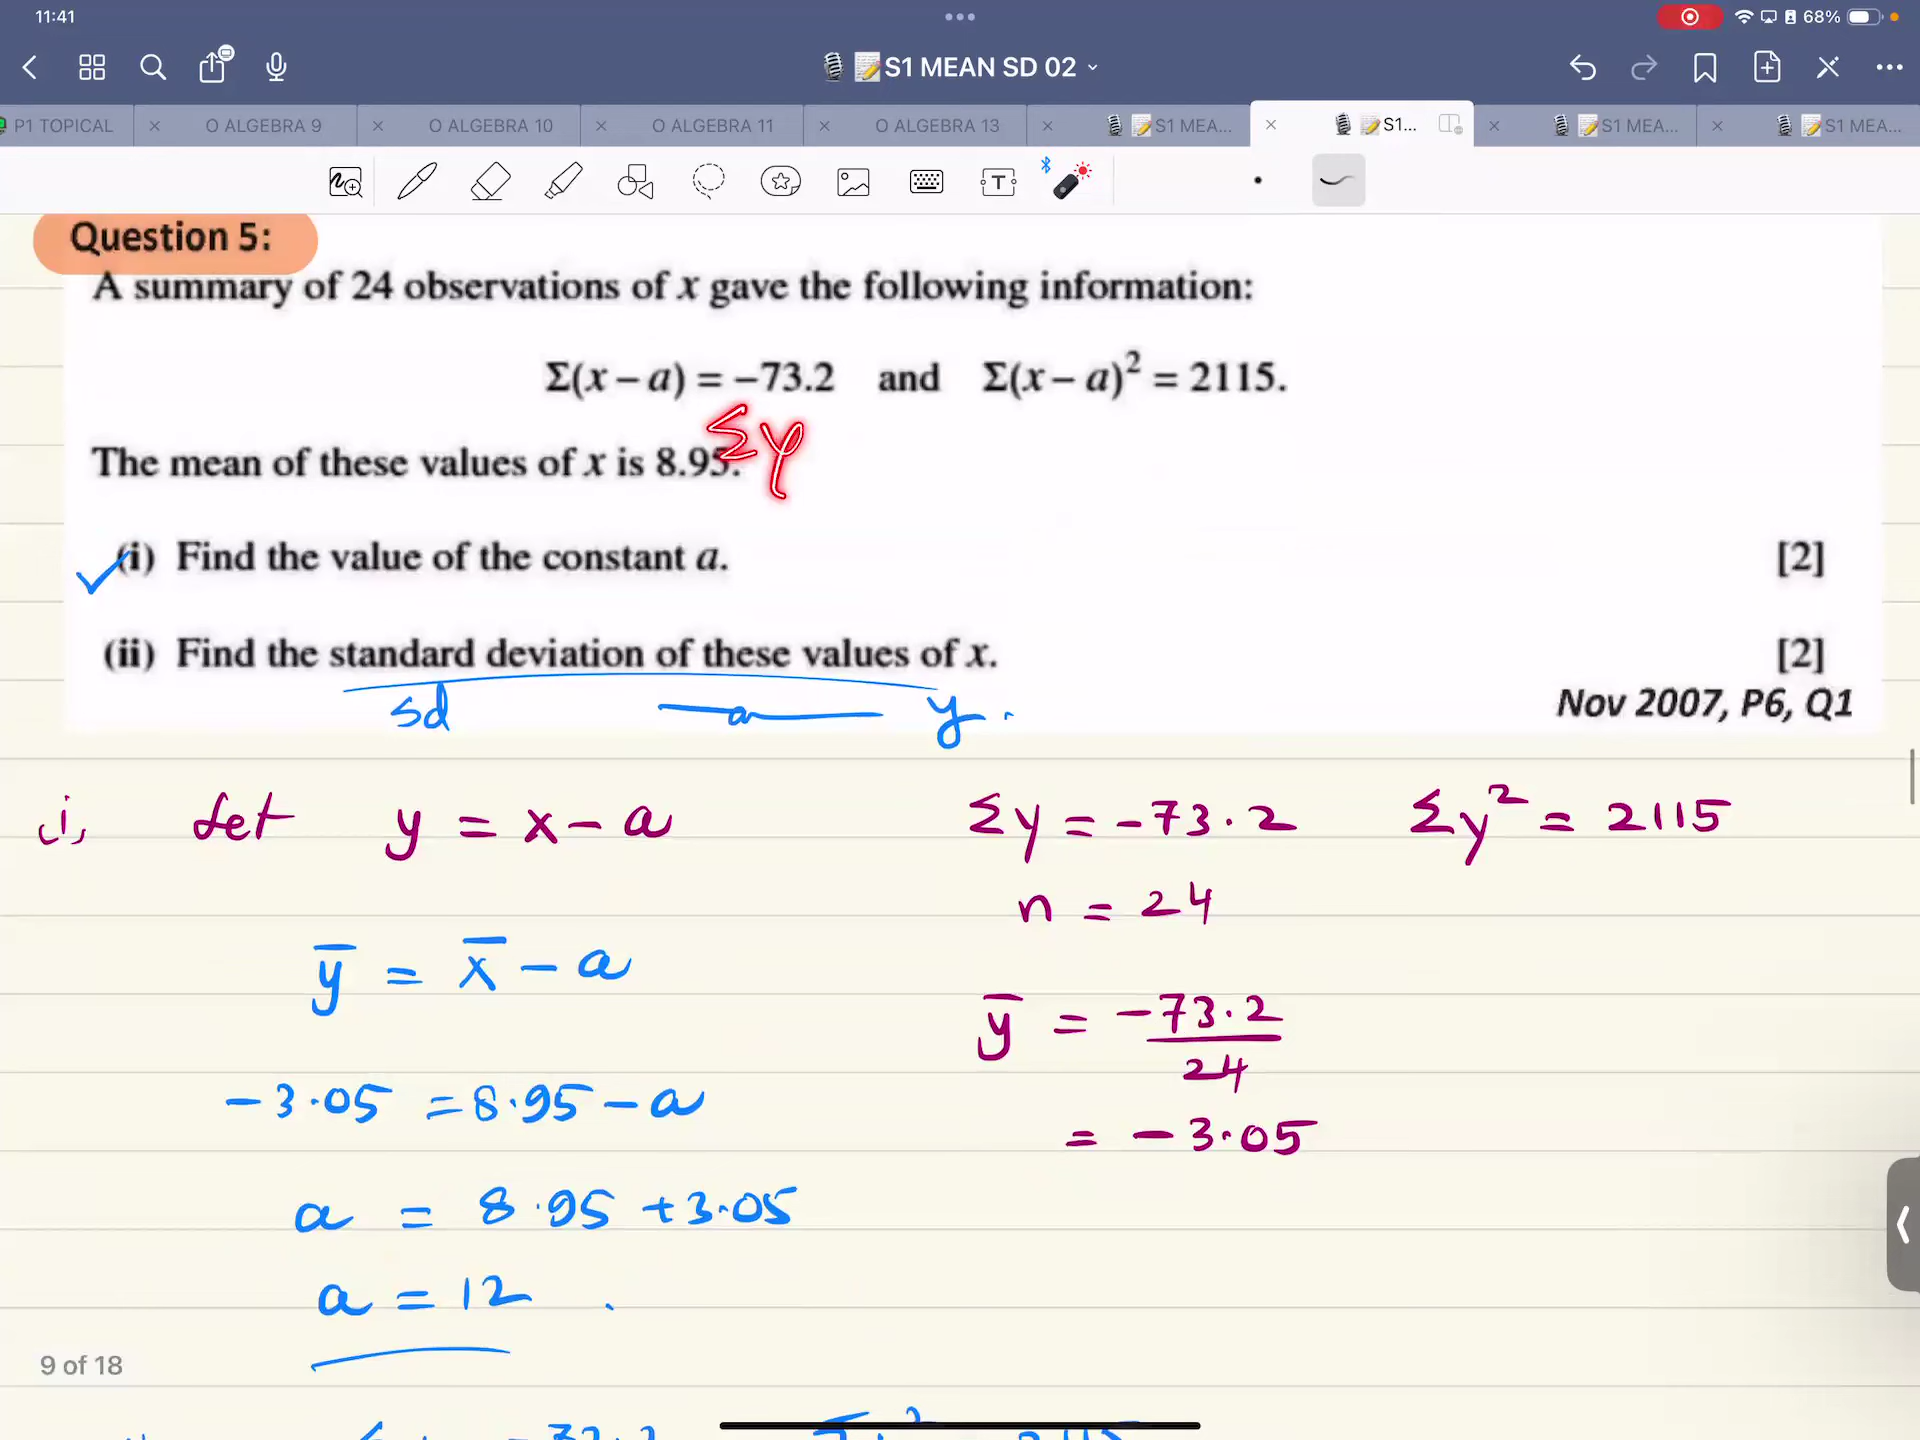 11:41
68%
S1 MEAN SD 02
P1 TOPICAL
O ALGEBRA 9
O ALGEBRA 10
O ALGEBRA 11
O ALGEBRA 13
S1 MEA...
S1...
S1 MEA...
S1 MEA...
Question 5:
A summary of 24 observations of x gave the following information:
Σ(x – a) = –73.2 and Σ(x – a)² = 2115.
Σy
The mean of these values of x is 8.95.
(i) Find the value of the constant a. [2]
(ii) Find the standard deviation of these values of x. [2]
sd y.
Nov 2007, P6, Q1
i, Let y = x – a Σy = –73.2 Σy² = 2115
n = 24
ȳ = x̄ – a
ȳ = –73.2 / 24
–3.05 = 8.95 – a
= –3.05
a = 8.95 + 3.05
a = 12
9 of 18